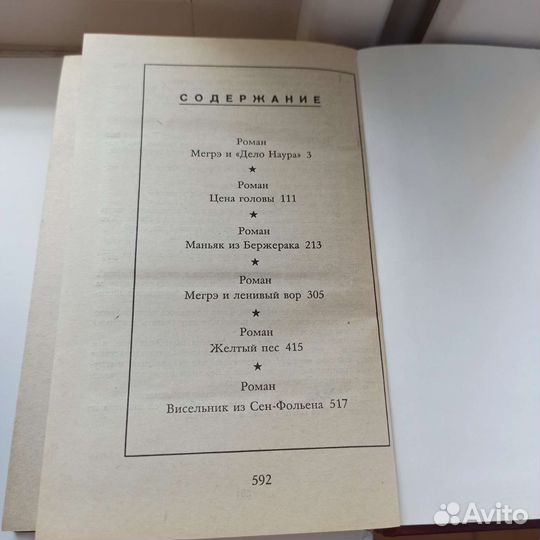 СОДЕРЖАНИЕ
Роман
Мегрэ и «Дело Наура» 3
★
Роман
Цена головы 111
★
Роман
Маньяк из Бержерака 213
★
Роман
Мегрэ и ленивый вор 305
★
Роман
Желтый пес 415
★
Роман
Висельник из Сен-Фольена 517
592
Avito